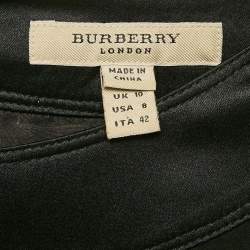 BURBERRY
LONDON
MADE IN
CHINA
UK 10
USA 8
ITA 42